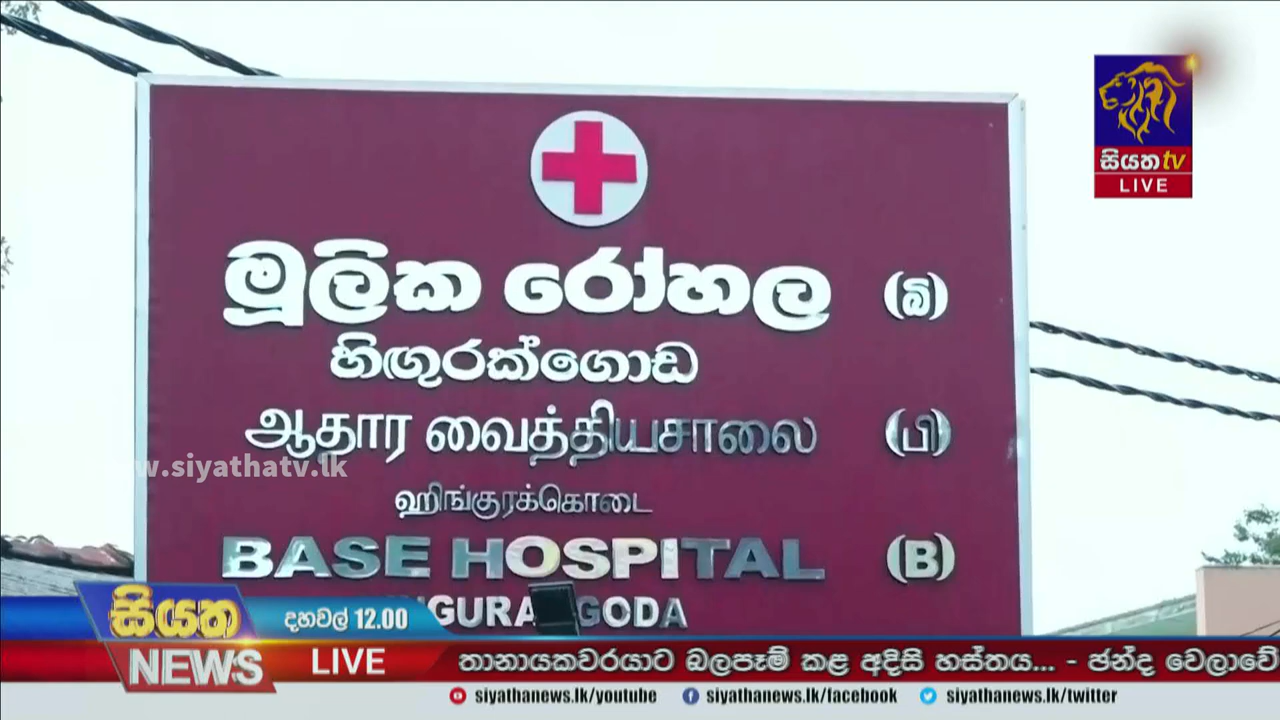 සියත tv
LIVE
මූලික රෝහල (බි)
හිඟුරක්ගොඩ
ஆதார வைத்தியசாலை (பி)
www.siyathatv.lk
ஹிங்குரக்கொடை
BASE HOSPITAL (B)
සියත
NEWS
දහවල් 12.00
LIVE
තානායකවරයාට බලපෑම් කළ අදිසි හස්තය... - ඡන්ද වෙලාවේ
siyathanews.lk/youtube siyathanews.lk/facebook siyathanews.lk/twitter